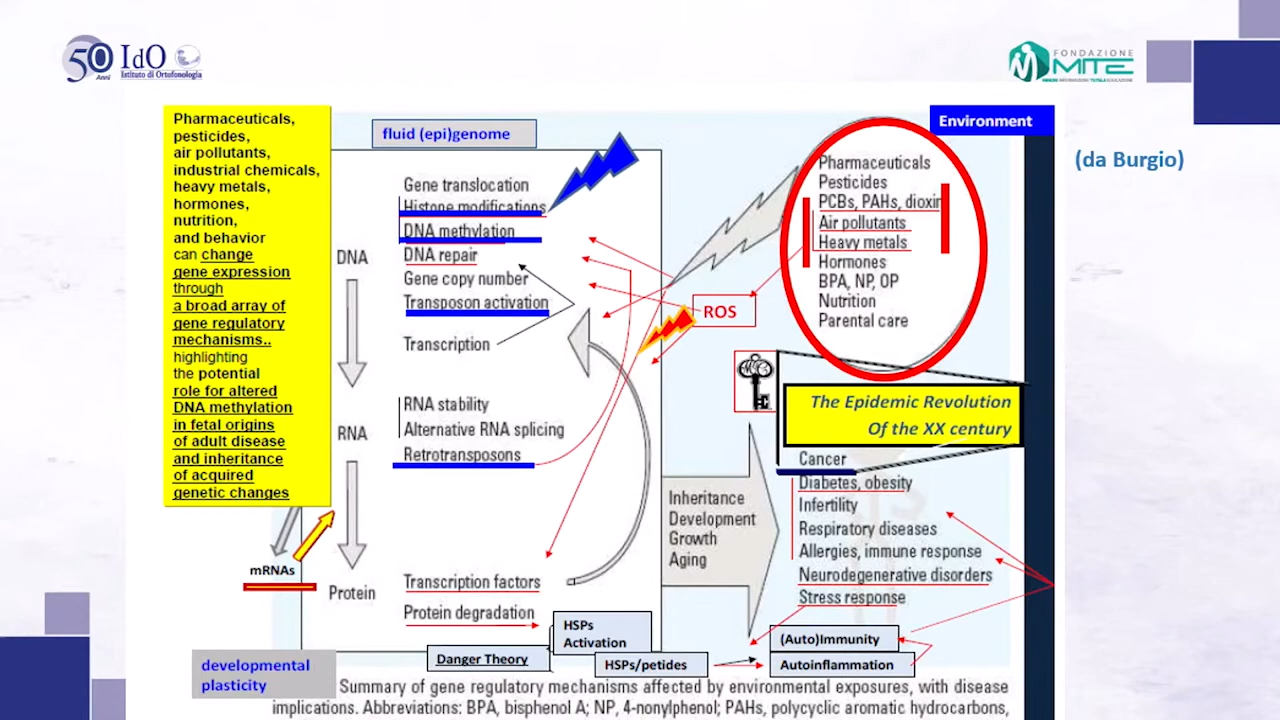 50 Anni
IdO
Istituto di Ortofonologia
FONDAZIONE
MITE
Pharmaceuticals,
pesticides,
air pollutants,
industrial chemicals,
heavy metals,
hormones,
nutrition,
and behavior
can change
gene expression
through
a broad array of
gene regulatory
mechanisms..
highlighting
the potential
role for altered
DNA methylation
in fetal origins
of adult disease
and inheritance
of acquired
genetic changes
mRNAs
developmental
plasticity
DNA
RNA
Protein
fluid (epi)genome
Gene translocation
Histone modifications
DNA methylation
DNA repair
Gene copy number
Transposon activation
Transcription
RNA stability
Alternative RNA splicing
Retrotransposons
Transcription factors
Protein degradation
Danger Theory
HSPs
Activation
HSPs/petides
ROS
Environment
(da Burgio)
Pharmaceuticals
Pesticides
PCBs, PAHs, dioxin
Air pollutants
Heavy metals
Hormones
BPA, NP, OP
Nutrition
Parental care
The Epidemic Revolution
Of the XX century
Inheritance
Development
Growth
Aging
Cancer
Diabetes, obesity
Infertility
Respiratory diseases
Allergies, immune response
Neurodegenerative disorders
Stress response
(Auto)Immunity
Autoinflammation
Summary of gene regulatory mechanisms affected by environmental exposures, with disease
implications. Abbreviations: BPA, bisphenol A; NP, 4-nonylphenol; PAHs, polycyclic aromatic hydrocarbons,